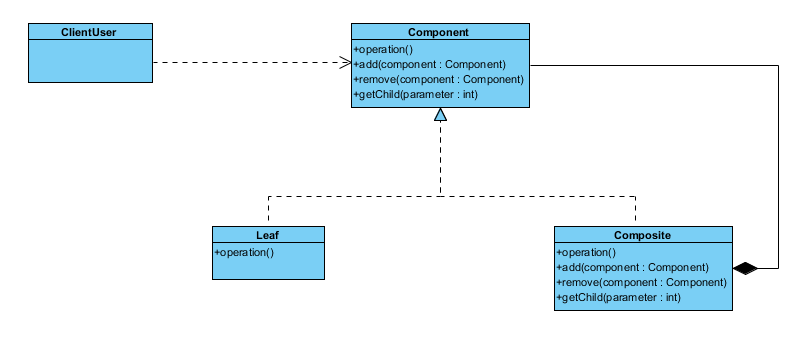 ClientUser
Component
+operation()
+add(component : Component)
+remove(component : Component)
+getChild(parameter : int)
Leaf
+operation()
Composite
+operation()
+add(component : Component)
+remove(component : Component)
+getChild(parameter : int)